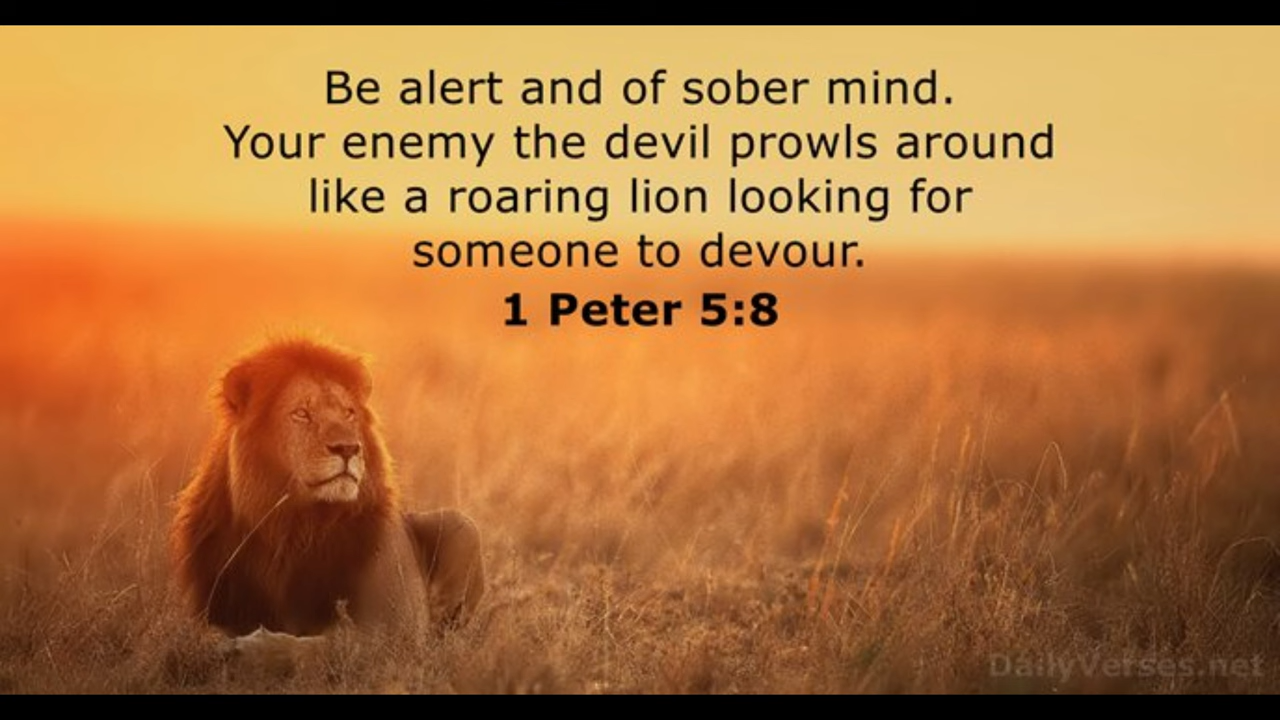 Be alert and of sober mind.
Your enemy the devil prowls around
like a roaring lion looking for
someone to devour.
1 Peter 5:8
DailyVerses.net